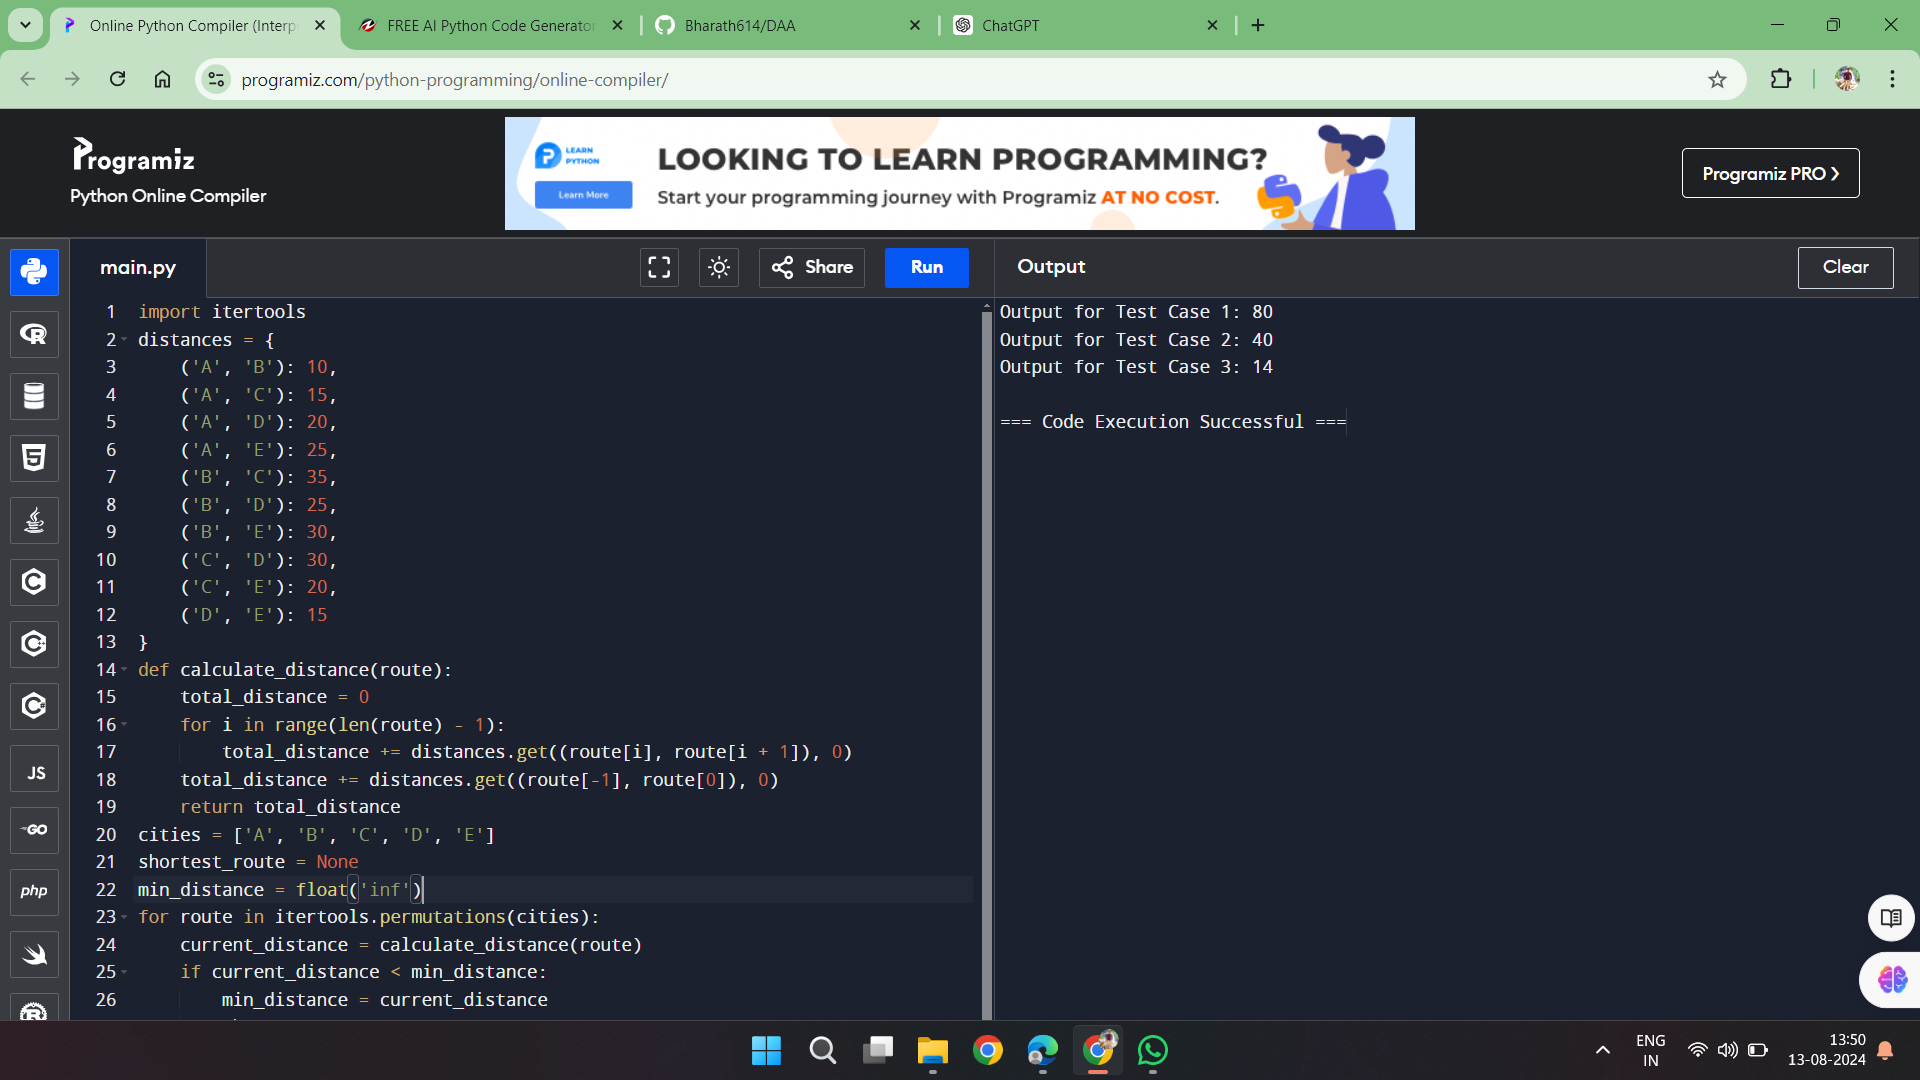 Online Python Compiler (Interp
FREE AI Python Code Generator
Bharath614/DAA
ChatGPT
programiz.com/python-programming/online-compiler/
Programiz
Python Online Compiler
LEARN
PYTHON
Learn More
LOOKING TO LEARN PROGRAMMING?
Start your programming journey with Programiz AT NO COST.
Programiz PRO
main.py
Share
Run
Output
Clear
1 import itertools
2 distances = {
3     ('A', 'B'): 10,
4     ('A', 'C'): 15,
5     ('A', 'D'): 20,
6     ('A', 'E'): 25,
7     ('B', 'C'): 35,
8     ('B', 'D'): 25,
9     ('B', 'E'): 30,
10     ('C', 'D'): 30,
11     ('C', 'E'): 20,
12     ('D', 'E'): 15
13 }
14 def calculate_distance(route):
15     total_distance = 0
16     for i in range(len(route) - 1):
17         total_distance += distances.get((route[i], route[i + 1]), 0)
18     total_distance += distances.get((route[-1], route[0]), 0)
19     return total_distance
20 cities = ['A', 'B', 'C', 'D', 'E']
21 shortest_route = None
22 min_distance = float('inf')
23 for route in itertools.permutations(cities):
24     current_distance = calculate_distance(route)
25     if current_distance < min_distance:
26         min_distance = current_distance
Output for Test Case 1: 80
Output for Test Case 2: 40
Output for Test Case 3: 14
=== Code Execution Successful ===
JS
GO
php
ENG
IN
13:50
13-08-2024